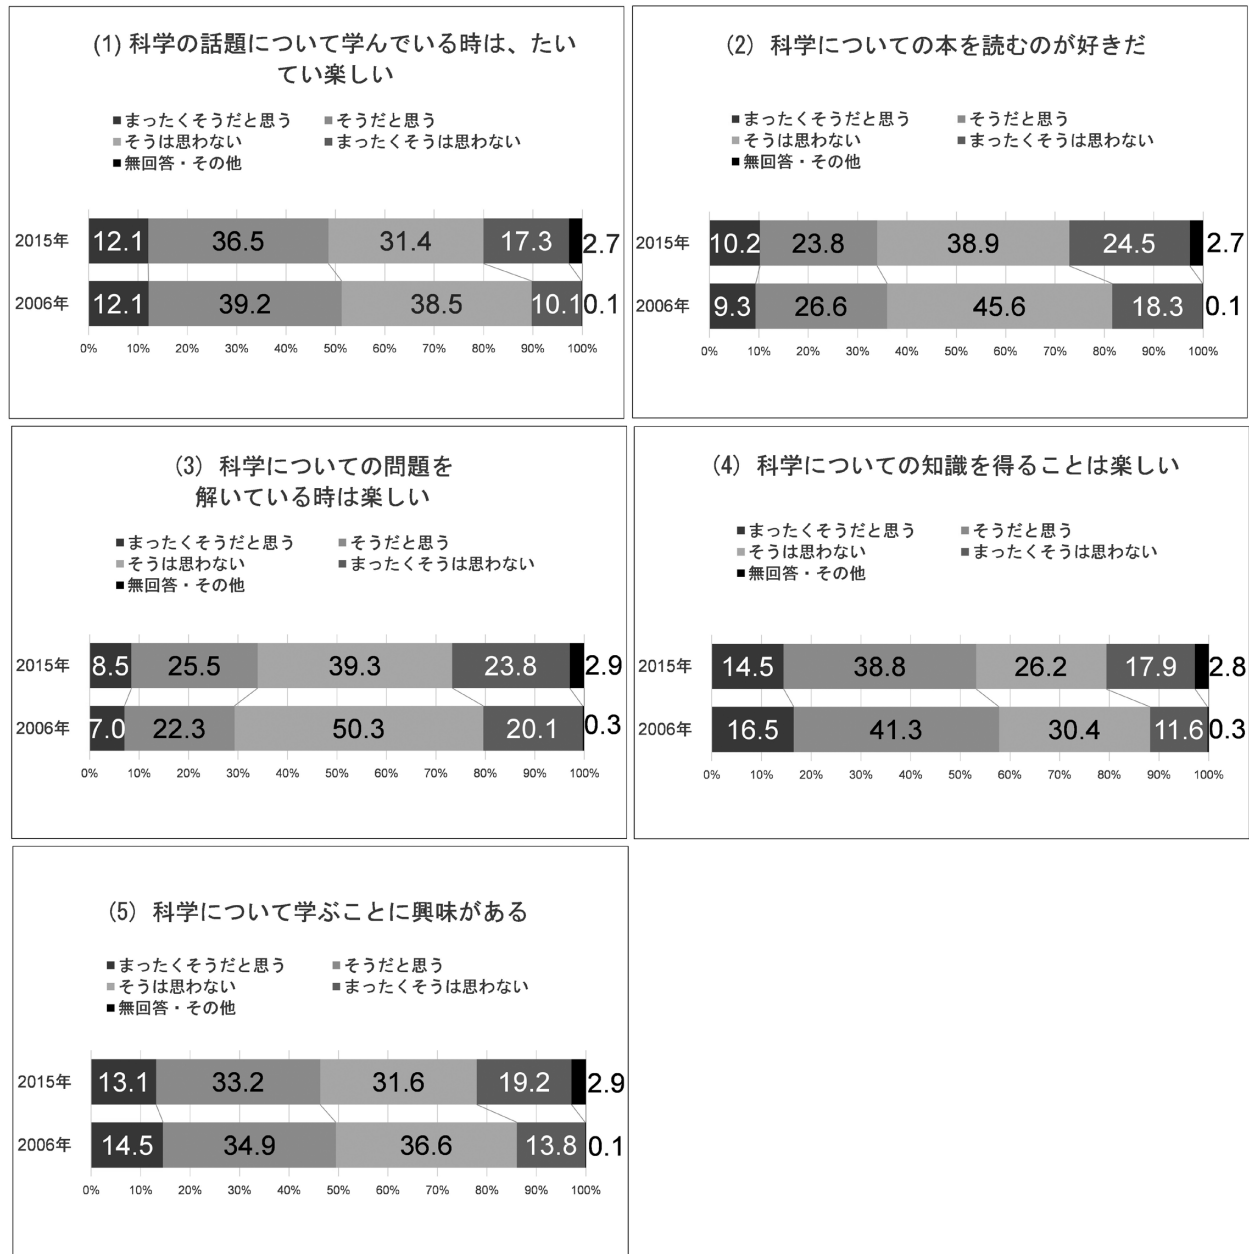 (1) 科学の話題について学んでいる時は、たい
てい楽しい
■まったくそうだと思う ■そうだと思う
■そうは思わない ■まったくそうは思わない
■無回答・その他
2015年 12.1 36.5 31.4 17.3 2.7
2006年 12.1 39.2 38.5 10.1 0.1
0% 10% 20% 30% 40% 50% 60% 70% 80% 90% 100%
(2) 科学についての本を読むのが好きだ
■まったくそうだと思う ■そうだと思う
■そうは思わない ■まったくそうは思わない
■無回答・その他
2015年 10.2 23.8 38.9 24.5 2.7
2006年 9.3 26.6 45.6 18.3 0.1
0% 10% 20% 30% 40% 50% 60% 70% 80% 90% 100%
(3) 科学についての問題を
解いている時は楽しい
■まったくそうだと思う ■そうだと思う
■そうは思わない ■まったくそうは思わない
■無回答・その他
2015年 8.5 25.5 39.3 23.8 2.9
2006年 7.0 22.3 50.3 20.1 0.3
0% 10% 20% 30% 40% 50% 60% 70% 80% 90% 100%
(4) 科学についての知識を得ることは楽しい
■まったくそうだと思う ■そうだと思う
■そうは思わない ■まったくそうは思わない
■無回答・その他
2015年 14.5 38.8 26.2 17.9 2.8
2006年 16.5 41.3 30.4 11.6 0.3
0% 10% 20% 30% 40% 50% 60% 70% 80% 90% 100%
(5) 科学について学ぶことに興味がある
■まったくそうだと思う ■そうだと思う
■そうは思わない ■まったくそうは思わない
■無回答・その他
2015年 13.1 33.2 31.6 19.2 2.9
2006年 14.5 34.9 36.6 13.8 0.1
0% 10% 20% 30% 40% 50% 60% 70% 80% 90% 100%